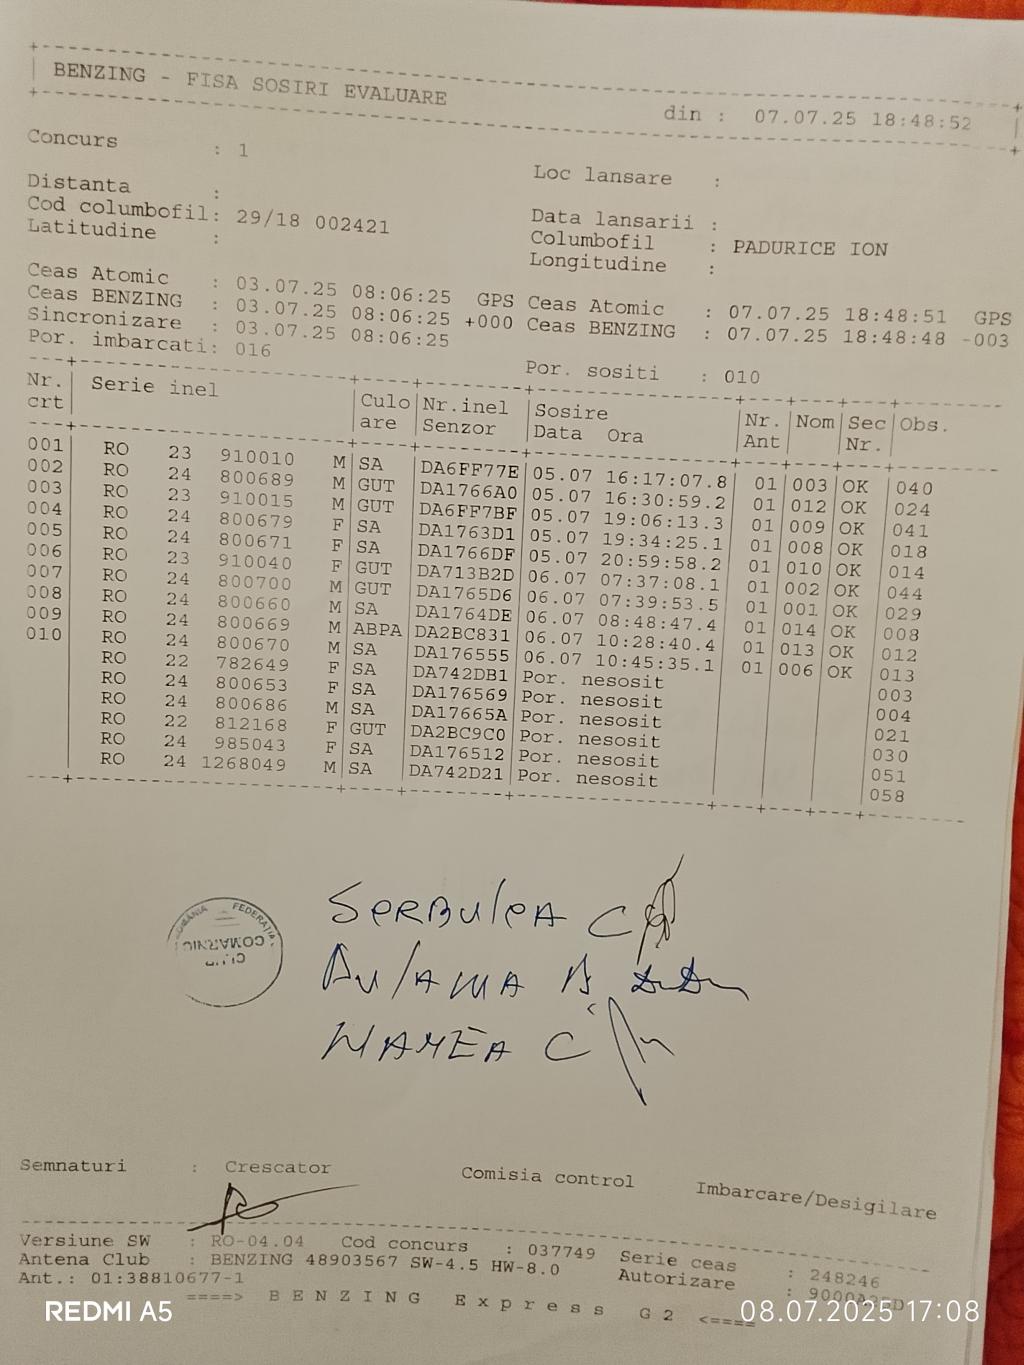 BENZING - FISA SOSIRI EVALUARE din : 07.07.25 18:48:52
Concurs : 1 Loc lansare :
Distanta : Data lansarii :
Cod columbofil: 29/18 002421 Columbofil : PADURICE ION
Latitudine : Longitudine :
Ceas Atomic : 03.07.25 08:06:25 GPS Ceas Atomic : 07.07.25 18:48:51 GPS
Ceas BENZING : 03.07.25 08:06:25 +000 Ceas BENZING : 07.07.25 18:48:48 -003
Sincronizare : 03.07.25 08:06:25
Por. imbarcati: 016 Por. sositi : 010
Nr. Serie inel Culo Nr.inel Sosire Nr. Nom Sec Obs.
crt are Senzor Data Ora Ant Nr.
001 RO 23 910010 M SA DA6FF77E 05.07 16:17:07.8 01 003 OK 040
002 RO 24 800689 M GUT DA1766A0 05.07 16:30:59.2 01 012 OK 024
003 RO 23 910015 M GUT DA6FF7BF 05.07 19:06:13.3 01 009 OK 041
004 RO 24 800679 F SA DA1763D1 05.07 19:34:25.1 01 008 OK 018
005 RO 24 800671 F SA DA1766DF 05.07 20:59:58.2 01 010 OK 014
006 RO 23 910040 F GUT DA713B2D 06.07 07:37:08.1 01 002 OK 044
007 RO 24 800700 M GUT DA1765D6 06.07 07:39:53.5 01 001 OK 029
008 RO 24 800660 M SA DA1764DE 06.07 08:48:47.4 01 014 OK 008
009 RO 24 800669 M ABPA DA2BC831 06.07 10:28:40.4 01 013 OK 012
010 RO 24 800670 M SA DA176555 06.07 10:45:35.1 01 006 OK 013
RO 22 782649 F SA DA742DB1 Por. nesosit 003
RO 24 800653 F SA DA176569 Por. nesosit 004
RO 24 800686 M SA DA17665A Por. nesosit 021
RO 22 812168 F GUT DA2BC9C0 Por. nesosit 030
RO 24 985043 F SA DA176512 Por. nesosit 051
RO 24 1268049 M SA DA742D21 Por. nesosit 058
FEDERAȚIA
COMARNIC
SERBULEA C
MAMEA C
Semnaturi : Crescator Comisia control Imbarcare/Desigilare
Versiune SW : RO-04.04 Cod concurs : 037749 Serie ceas : 248246
Antena Club : BENZING 48903567 SW-4.5 HW-8.0 Autorizare :
Ant.: 01:38810677-1
====> BENZING Express G2 <====
REDMI A5 08.07.2025 17:08